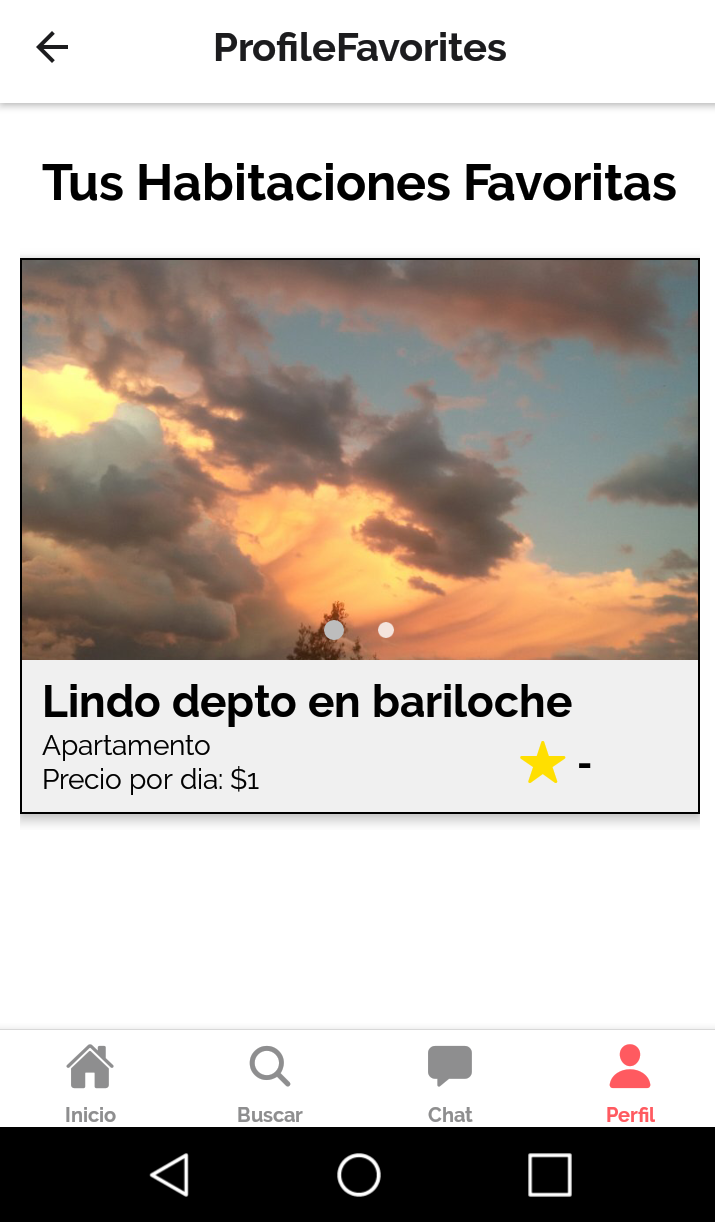 ProfileFavorites
Tus Habitaciones Favoritas
Lindo depto en bariloche
Apartamento
Precio por dia: $1
-
Inicio
Buscar
Chat
Perfil